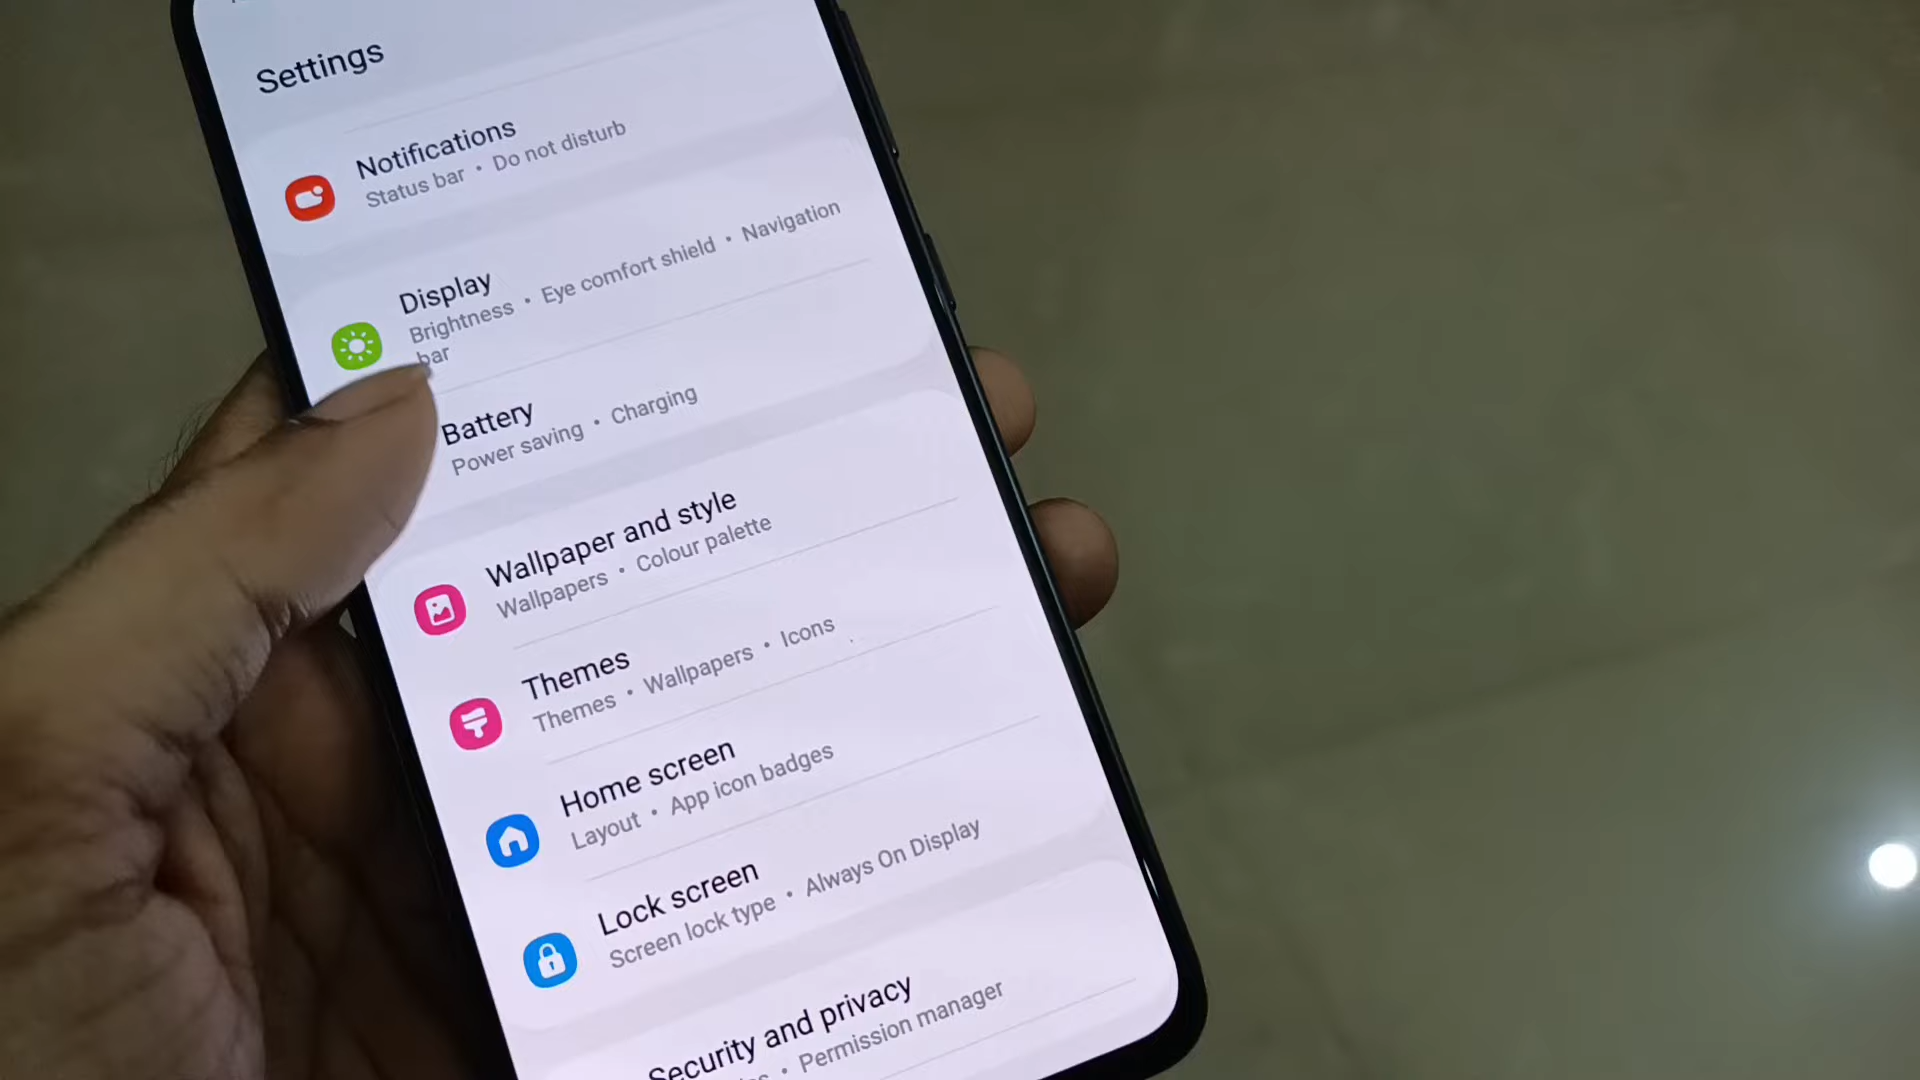 Settings
Notifications
Status bar • Do not disturb
Display
Brightness • Eye comfort shield • Navigation
bar
Battery
Power saving • Charging
Wallpaper and style
Wallpapers • Colour palette
Themes
Themes • Wallpapers • Icons
Home screen
Layout • App icon badges
Lock screen
Screen lock type • Always On Display
Security and privacy
• Permission manager